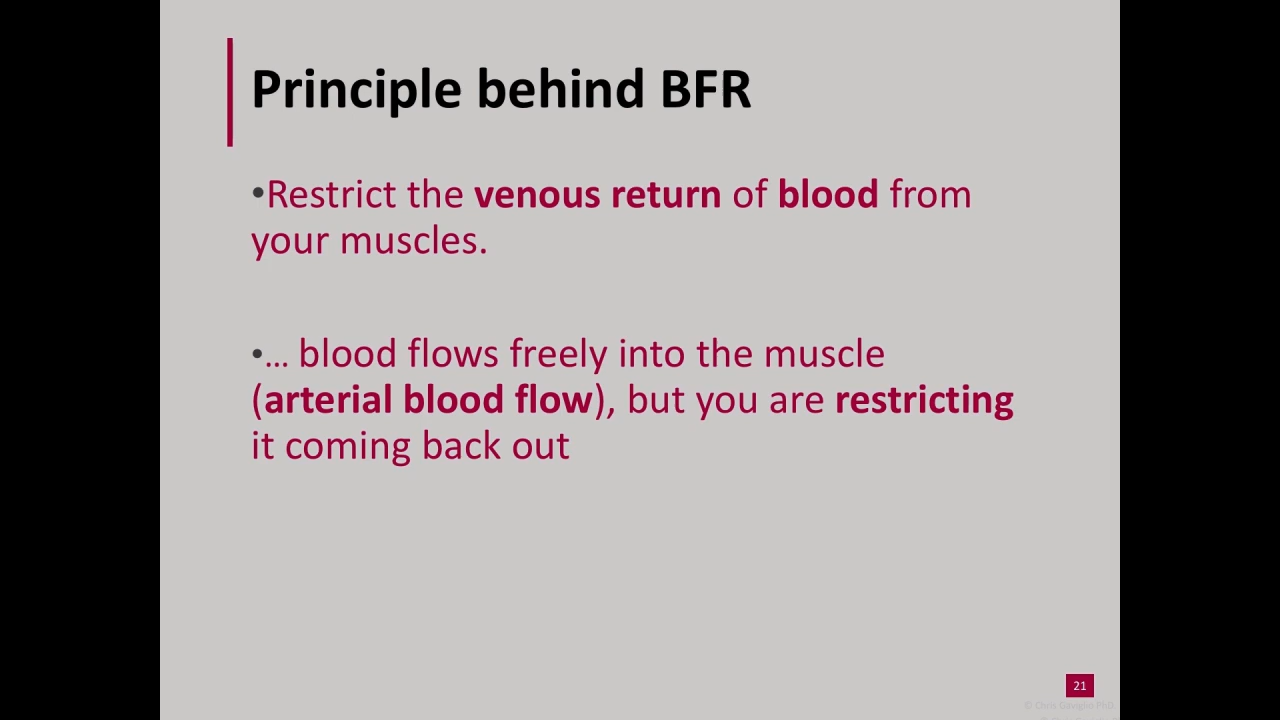 Principle behind BFR
•Restrict the venous return of blood from
your muscles.
•... blood flows freely into the muscle
(arterial blood flow), but you are restricting
it coming back out
21